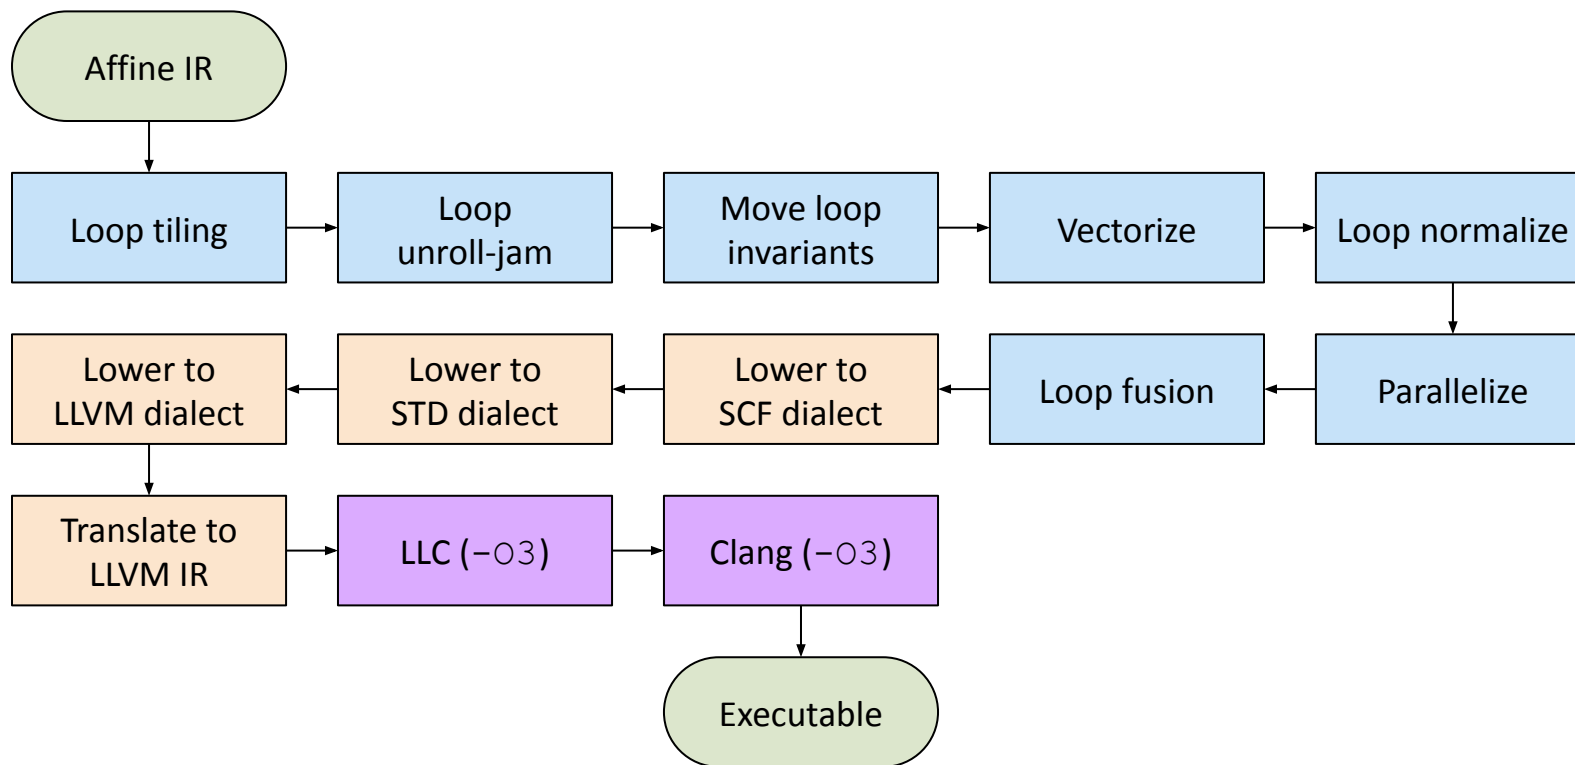 Affine IR
Loop tiling
Loop
unroll-jam
Move loop
invariants
Vectorize
Loop normalize
Parallelize
Loop fusion
Lower to
SCF dialect
Lower to
STD dialect
Lower to
LLVM dialect
Translate to
LLVM IR
LLC (-O3)
Clang (-O3)
Executable